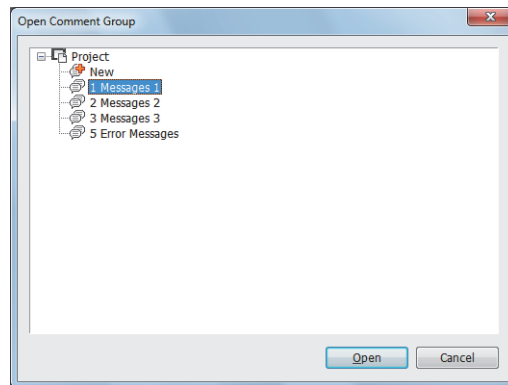 Open Comment Group
Project
New
1 Messages 1
2 Messages 2
3 Messages 3
5 Error Messages
Open Cancel